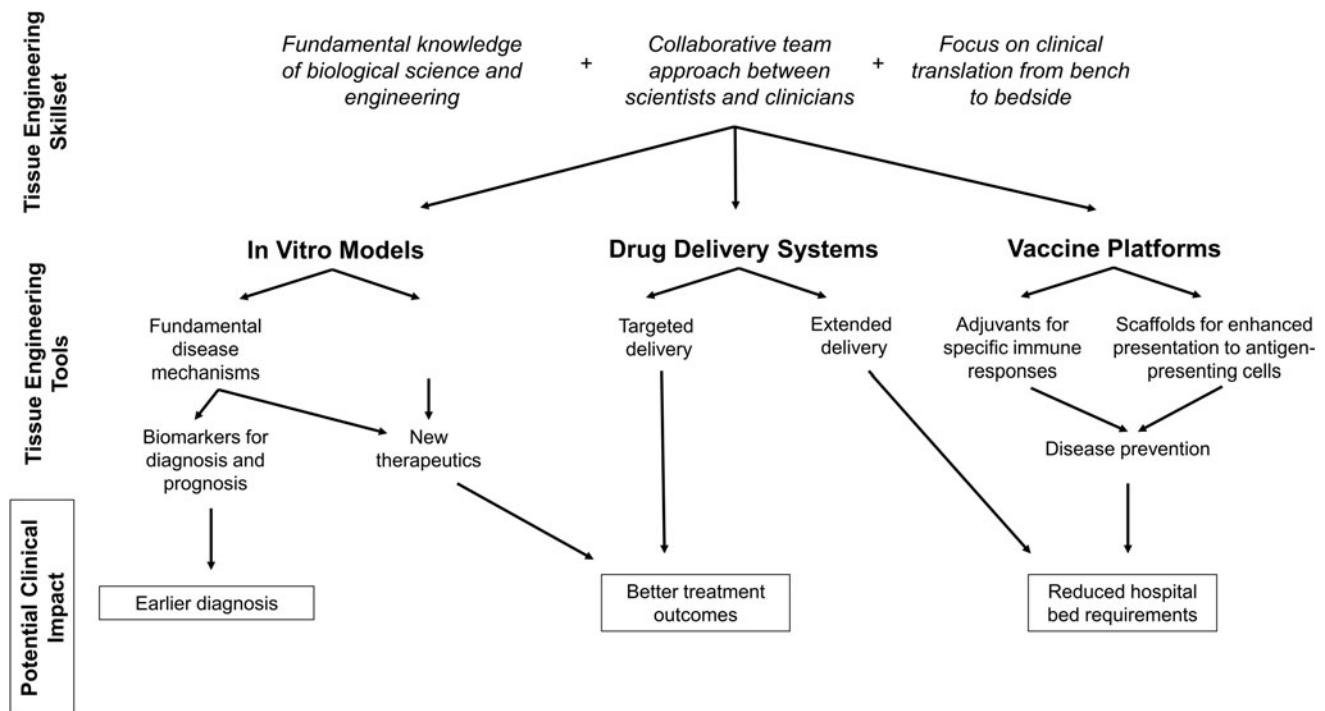 Tissue Engineering
Skillset
Fundamental knowledge
of biological science and
engineering
+
Collaborative team
approach between
scientists and clinicians
+
Focus on clinical
translation from bench
to bedside
Tissue Engineering
Tools
In Vitro Models
Drug Delivery Systems
Vaccine Platforms
Fundamental
disease
mechanisms
Targeted
delivery
Extended
delivery
Adjuvants for
specific immune
responses
Scaffolds for enhanced
presentation to antigen-
presenting cells
Biomarkers for
diagnosis and
prognosis
New
therapeutics
Disease prevention
Potential Clinical
Impact
Earlier diagnosis
Better treatment
outcomes
Reduced hospital
bed requirements